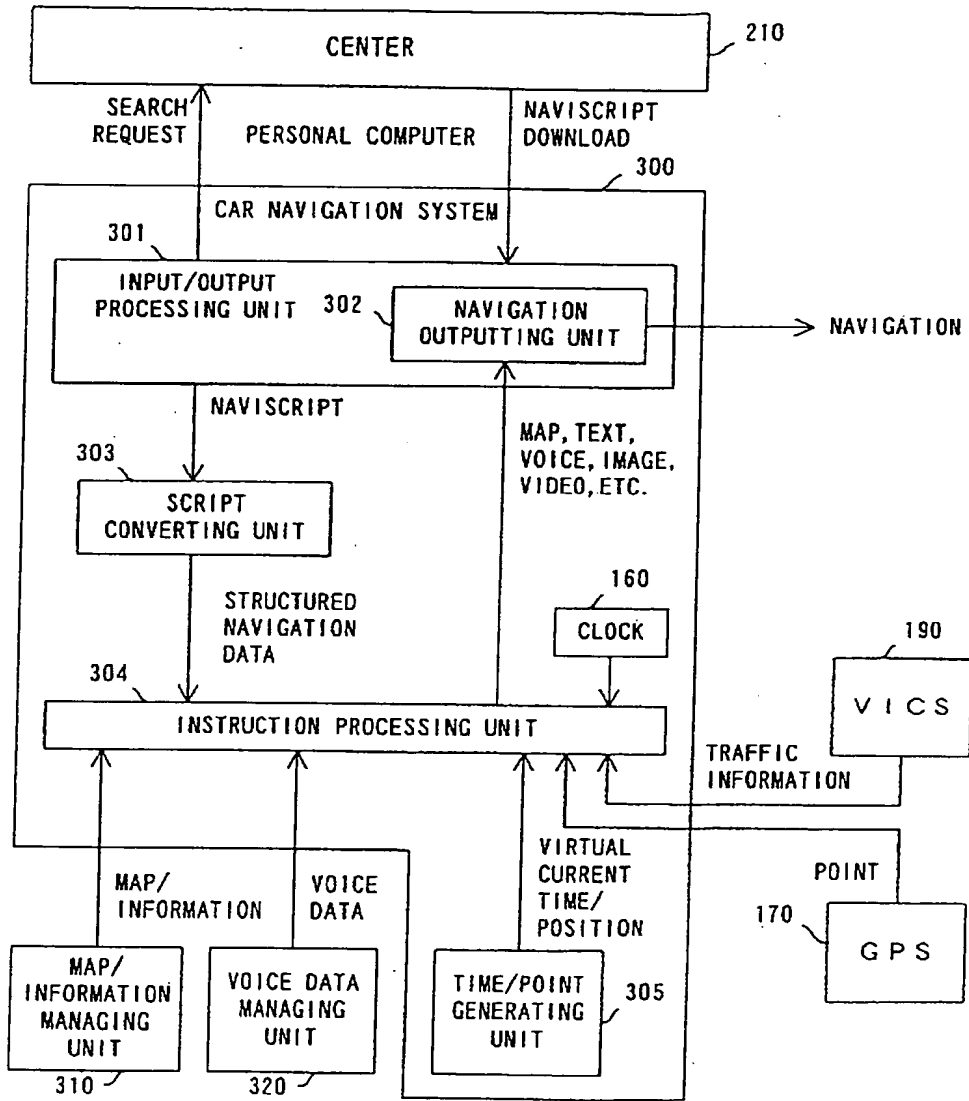 CENTER
210
SEARCH
REQUEST
PERSONAL COMPUTER
NAVISCRIPT
DOWNLOAD
300
CAR NAVIGATION SYSTEM
301
INPUT/OUTPUT
PROCESSING UNIT
302
NAVIGATION
OUTPUTTING UNIT
NAVIGATION
NAVISCRIPT
MAP, TEXT,
VOICE, IMAGE,
VIDEO, ETC.
303
SCRIPT
CONVERTING UNIT
STRUCTURED
NAVIGATION
DATA
160
CLOCK
190
VICS
304
INSTRUCTION PROCESSING UNIT
TRAFFIC
INFORMATION
MAP/
INFORMATION
VOICE
DATA
VIRTUAL
CURRENT
TIME/
POSITION
POINT
170
GPS
MAP/
INFORMATION
MANAGING
UNIT
310
VOICE DATA
MANAGING
UNIT
320
TIME/POINT
GENERATING
UNIT
305